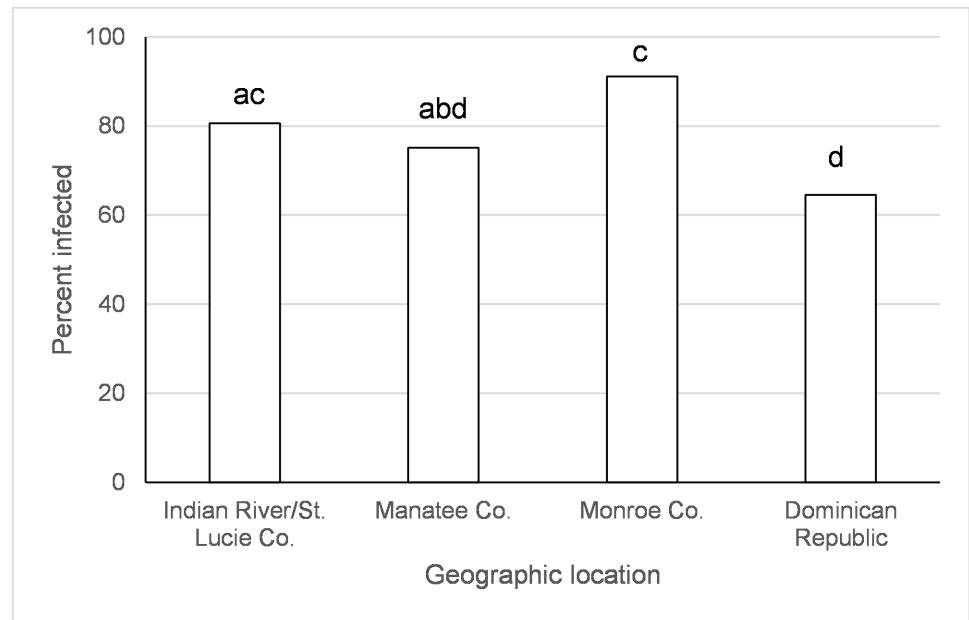 100
80
60
40
20
0
Percent infected
ac
abd
c
d
Indian River/St.
Lucie Co.
Manatee Co.
Monroe Co.
Dominican
Republic
Geographic location